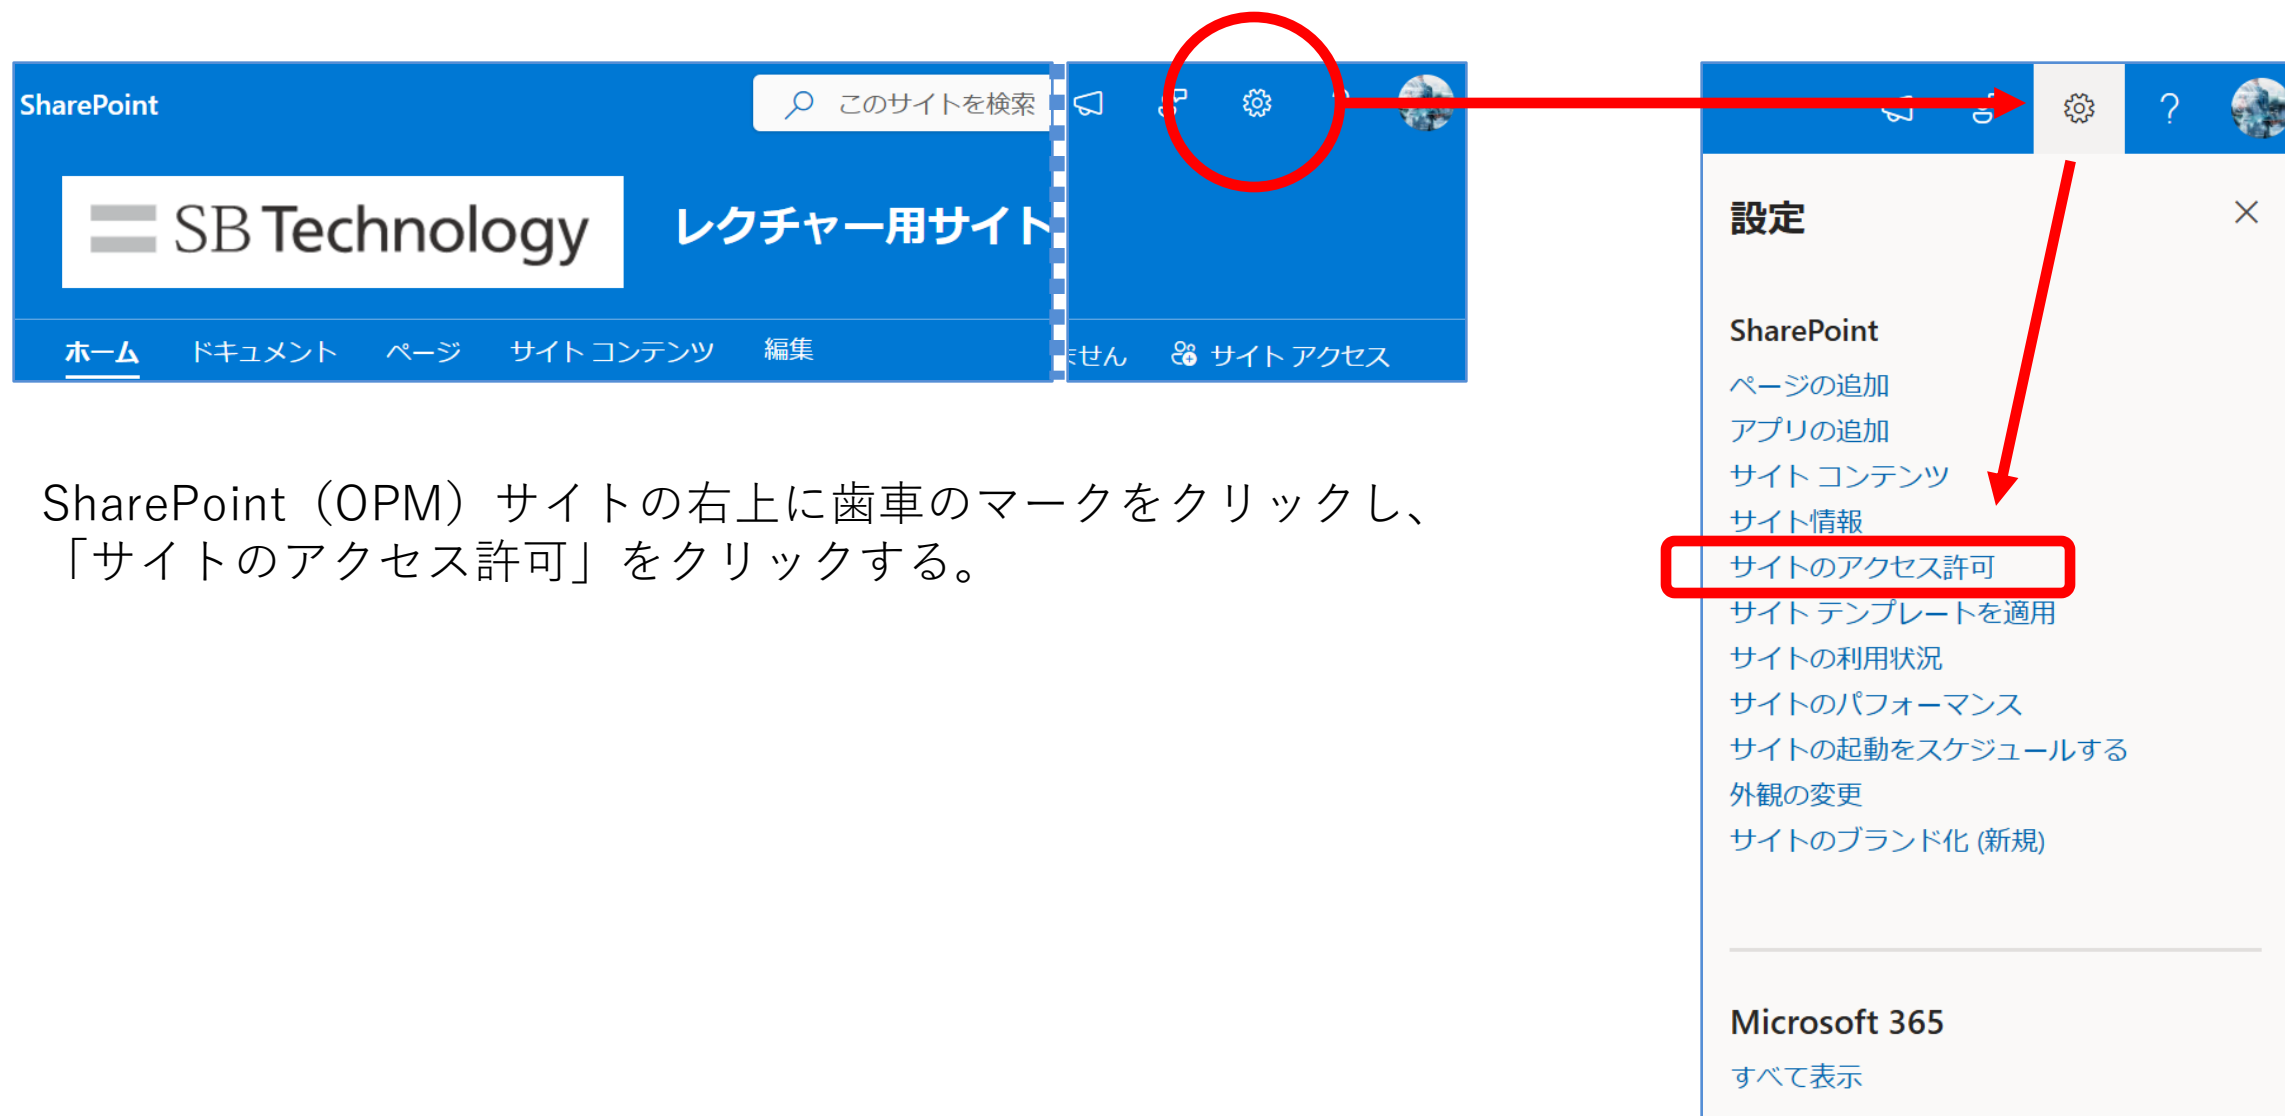 SharePoint
このサイトを検索
SB Technology
レクチャー用サイト
ホーム ドキュメント ページ サイト コンテンツ 編集
せん サイト アクセス
SharePoint（OPM）サイトの右上に歯車のマークをクリックし、
「サイトのアクセス許可」をクリックする。
?
設定
SharePoint
ページの追加
アプリの追加
サイト コンテンツ
サイト情報
サイトのアクセス許可
サイト テンプレートを適用
サイトの利用状況
サイトのパフォーマンス
サイトの起動をスケジュールする
外観の変更
サイトのブランド化 (新規)
Microsoft 365
すべて表示